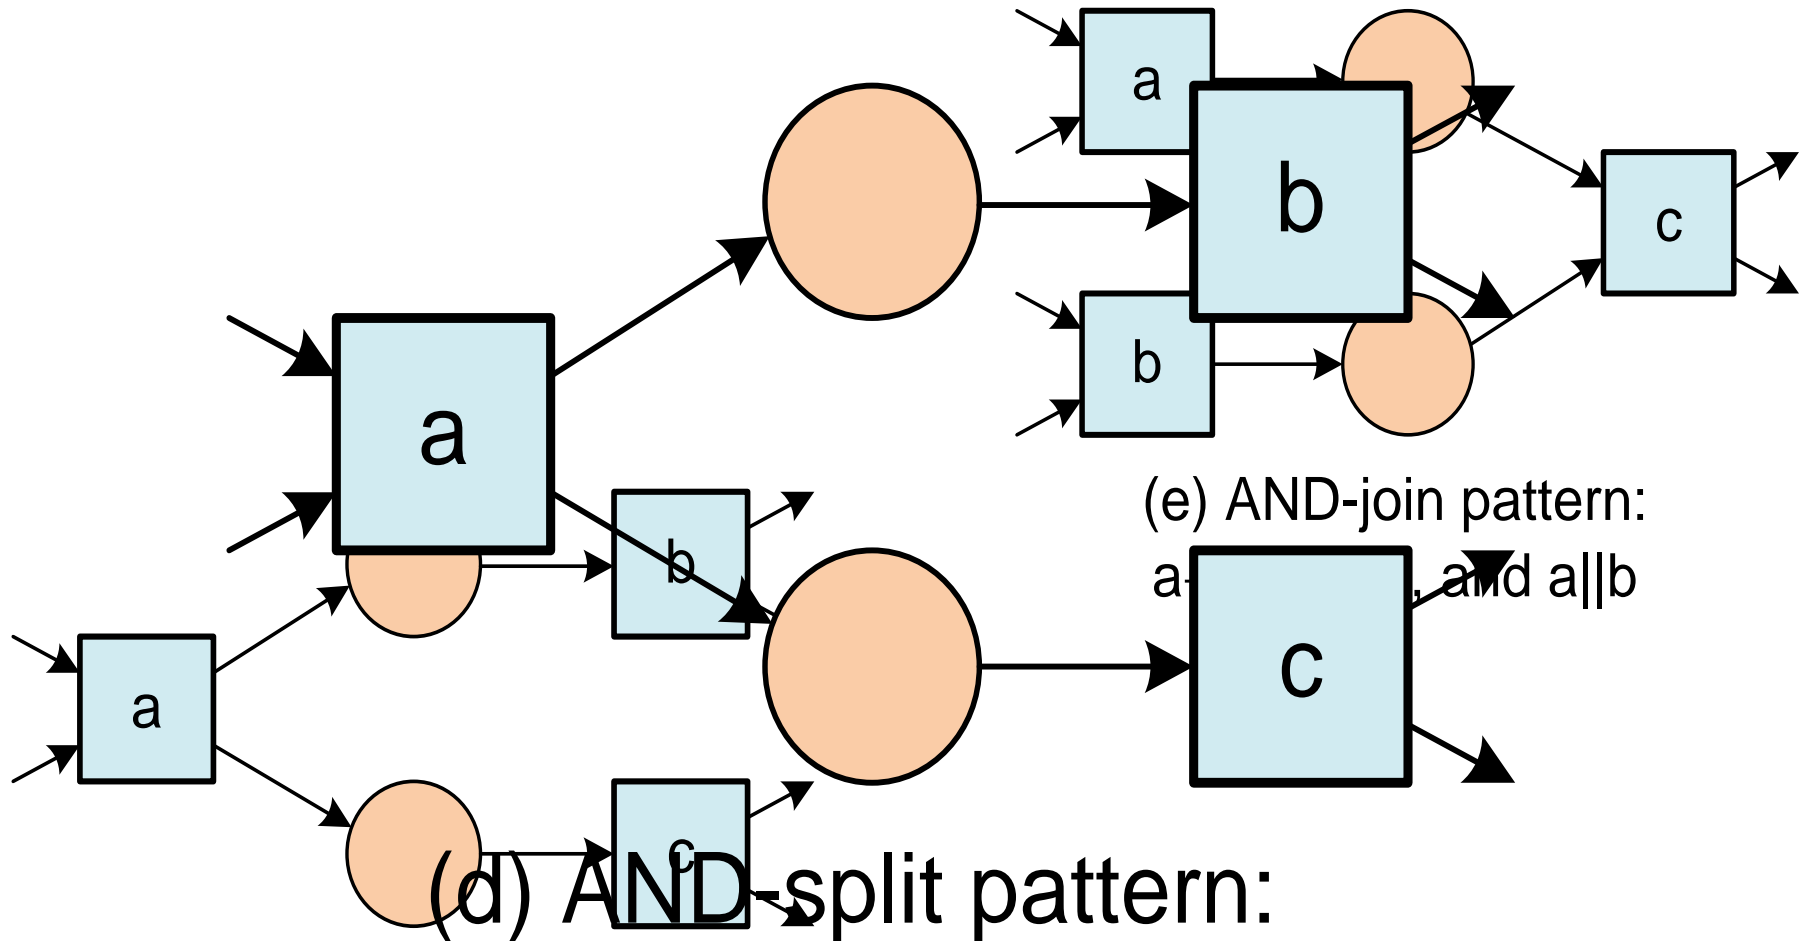 a
b
c
b
a
b
(e) AND-join pattern:
a , and a||b
b
c
a
c
(d) AND-split pattern: